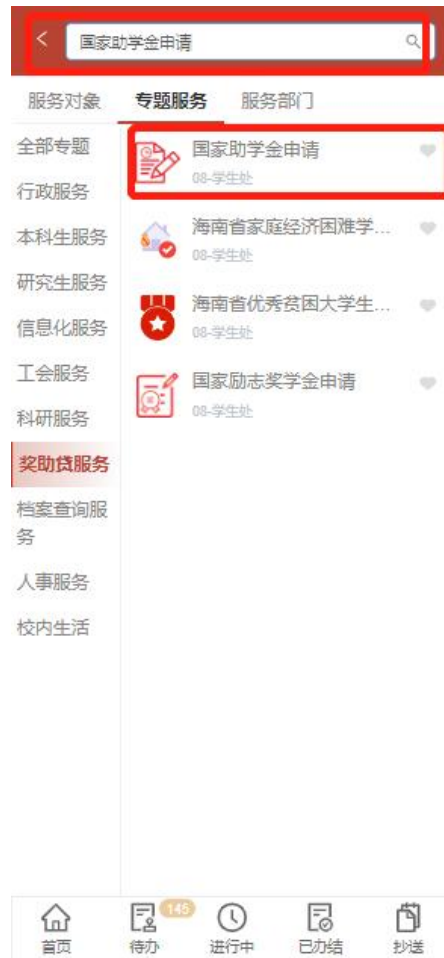 国家助学金申请
服务对象 专题服务 服务部门
全部专题
行政服务
本科生服务
研究生服务
信息化服务
工会服务
科研服务
奖助贷服务
档案查询服
务
人事服务
校内生活
国家助学金申请
08-学生处
海南省家庭经济困难学...
08-学生处
海南省优秀贫困大学生...
08-学生处
国家励志奖学金申请
08-学生处
145
首页 待办 进行中 已办结 抄送